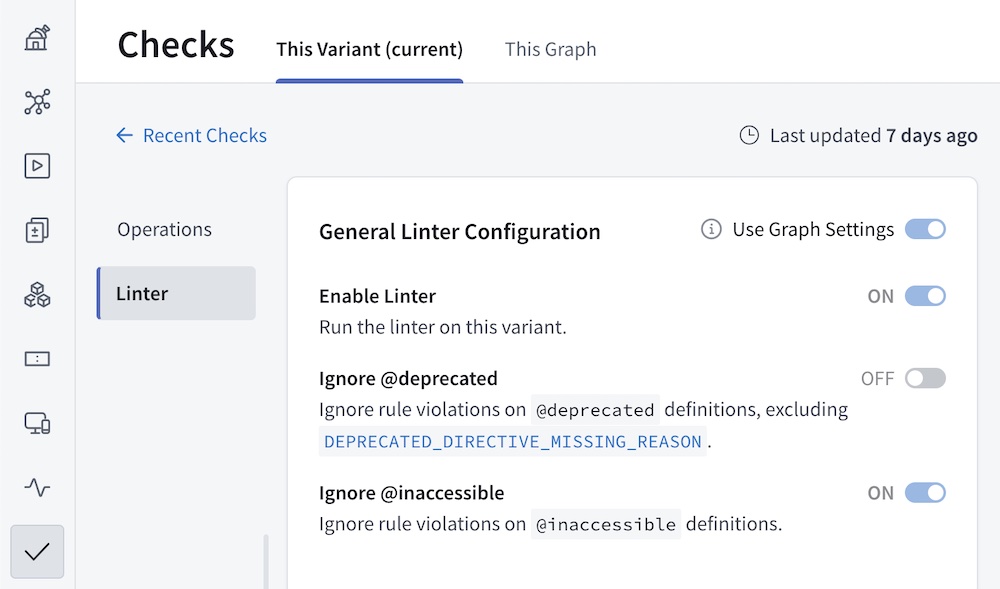 Checks
This Variant (current)
This Graph
Recent Checks
Last updated 7 days ago
Operations
Linter
General Linter Configuration
Use Graph Settings
Enable Linter
ON
Run the linter on this variant.
Ignore @deprecated
OFF
Ignore rule violations on @deprecated definitions, excluding
DEPRECATED_DIRECTIVE_MISSING_REASON.
Ignore @inaccessible
ON
Ignore rule violations on @inaccessible definitions.